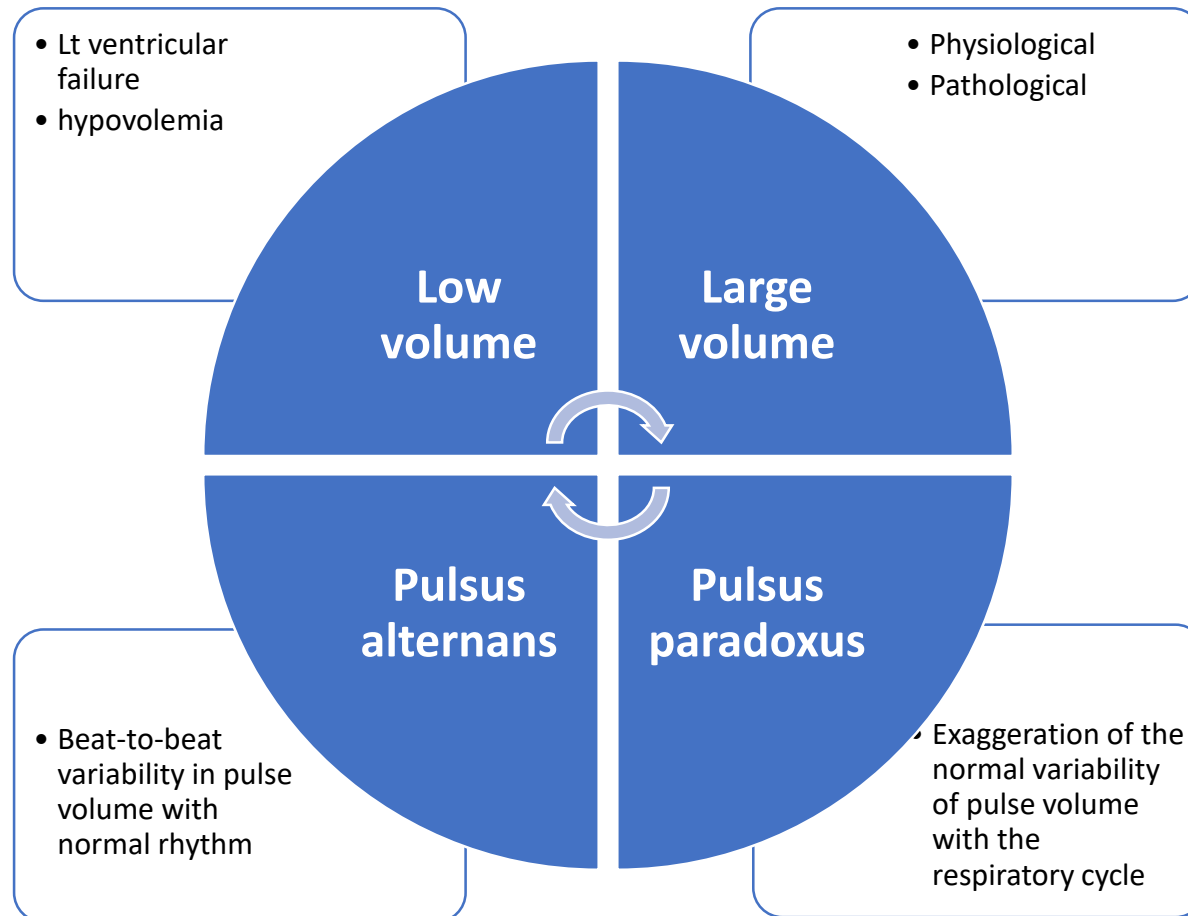 • Lt ventricular
failure
• hypovolemia
• Physiological
• Pathological
Low
volume
Large
volume
Pulsus
alternans
Pulsus
paradoxus
• Beat-to-beat
variability in pulse
volume with
normal rhythm
• Exaggeration of the
normal variability
of pulse volume
with the
respiratory cycle